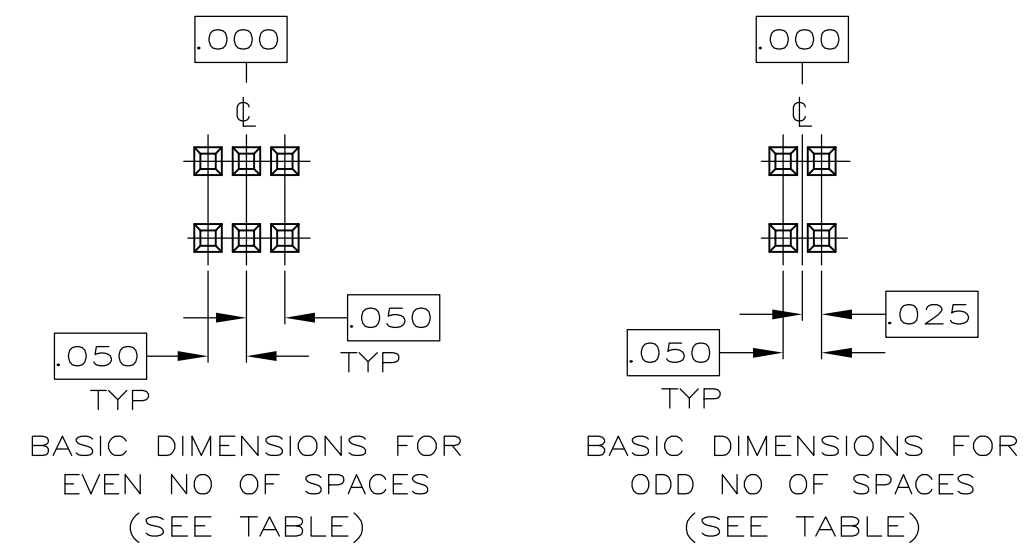 .000
℄
.050
TYP
.050
TYP
BASIC DIMENSIONS FOR
EVEN NO OF SPACES
(SEE TABLE)
.000
℄
.025
.050
TYP
BASIC DIMENSIONS FOR
ODD NO OF SPACES
(SEE TABLE)